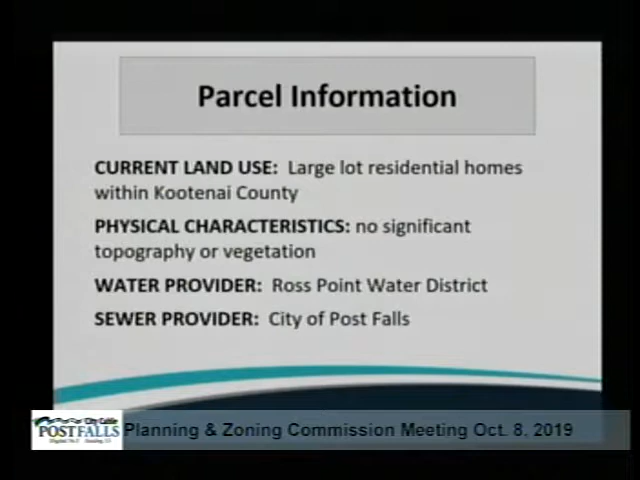 Parcel Information
CURRENT LAND USE: Large lot residential homes
within Kootenai County
PHYSICAL CHARACTERISTICS: no significant
topography or vegetation
WATER PROVIDER: Ross Point Water District
SEWER PROVIDER: City of Post Falls
City Cable
POST FALLS
Planning & Zoning Commission Meeting Oct. 8, 2019